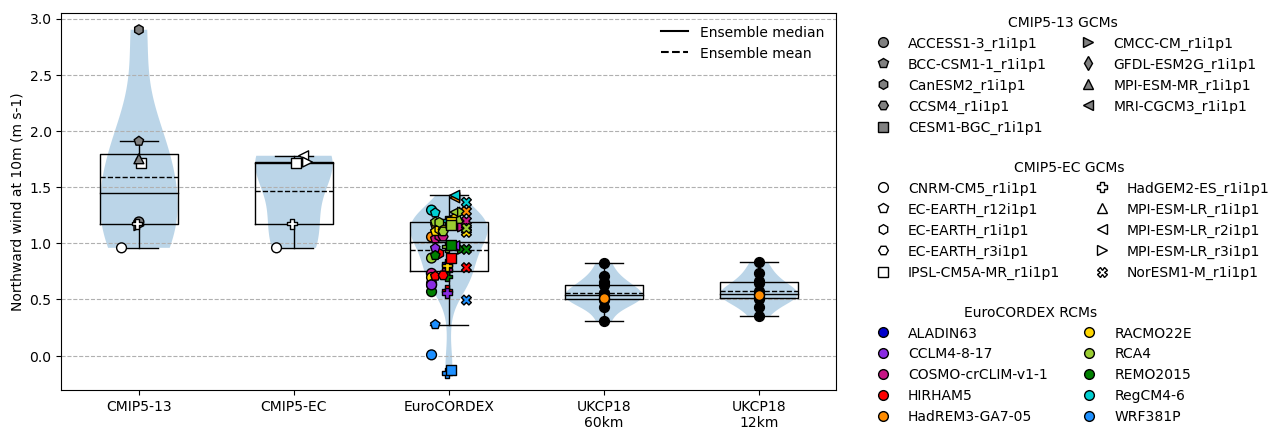 Northward wind at 10m (m s-1)
3.0
2.5
2.0
1.5
1.0
0.5
0.0
Ensemble median
Ensemble mean
CMIP5-13
CMIP5-EC
EuroCORDEX
UKCP18
60km
UKCP18
12km
CMIP5-13 GCMs
ACCESS1-3_r1i1p1
BCC-CSM1-1_r1i1p1
CanESM2_r1i1p1
CCSM4_r1i1p1
CESM1-BGC_r1i1p1
CMCC-CM_r1i1p1
GFDL-ESM2G_r1i1p1
MPI-ESM-MR_r1i1p1
MRI-CGCM3_r1i1p1
CMIP5-EC GCMs
CNRM-CM5_r1i1p1
EC-EARTH_r12i1p1
EC-EARTH_r1i1p1
EC-EARTH_r3i1p1
IPSL-CM5A-MR_r1i1p1
HadGEM2-ES_r1i1p1
MPI-ESM-LR_r1i1p1
MPI-ESM-LR_r2i1p1
MPI-ESM-LR_r3i1p1
NorESM1-M_r1i1p1
EuroCORDEX RCMs
ALADIN63
CCLM4-8-17
COSMO-crCLIM-v1-1
HIRHAM5
HadREM3-GA7-05
RACMO22E
RCA4
REMO2015
RegCM4-6
WRF381P